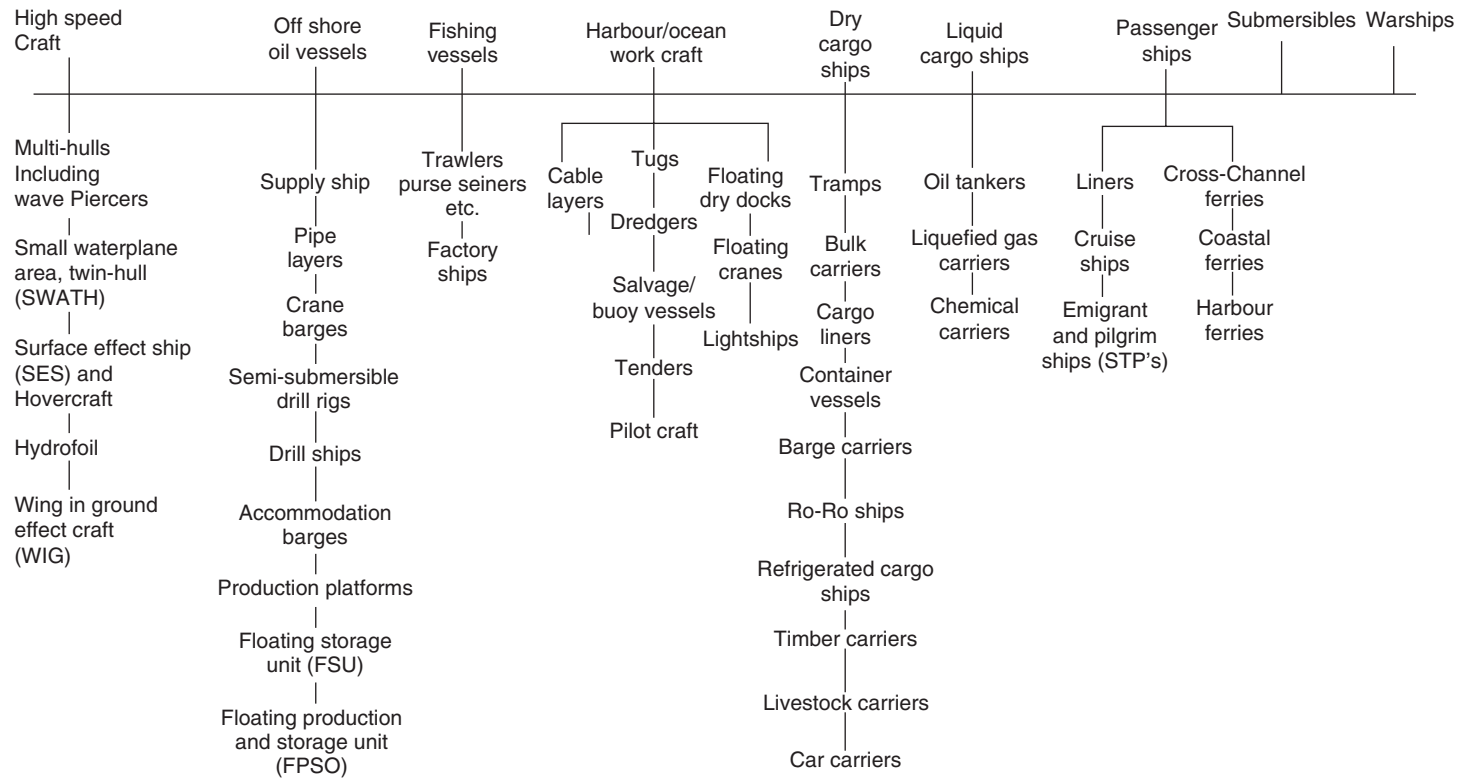 High speed
Craft
Off shore
oil vessels
Fishing
vessels
Harbour/ocean
work craft
Dry
cargo
ships
Liquid
cargo ships
Passenger
ships
Submersibles
Warships
Multi-hulls
Including
wave Piercers
Small waterplane
area, twin-hull
(SWATH)
Surface effect ship
(SES) and
Hovercraft
Hydrofoil
Wing in ground
effect craft
(WIG)
Supply ship
Pipe
layers
Crane
barges
Semi-submersible
drill rigs
Drill ships
Accommodation
barges
Production platforms
Floating storage
unit (FSU)
Floating production
and storage unit
(FPSO)
Trawlers
purse seiners
etc.
Factory
ships
Cable
layers
Tugs
Dredgers
Salvage/
buoy vessels
Tenders
Pilot craft
Floating
dry docks
Floating
cranes
Lightships
Tramps
Bulk
carriers
Cargo
liners
Container
vessels
Barge carriers
Ro-Ro ships
Refrigerated cargo
ships
Timber carriers
Livestock carriers
Car carriers
Oil tankers
Liquefied gas
carriers
Chemical
carriers
Liners
Cruise
ships
Emigrant
and pilgrim
ships (STP's)
Cross-Channel
ferries
Coastal
ferries
Harbour
ferries